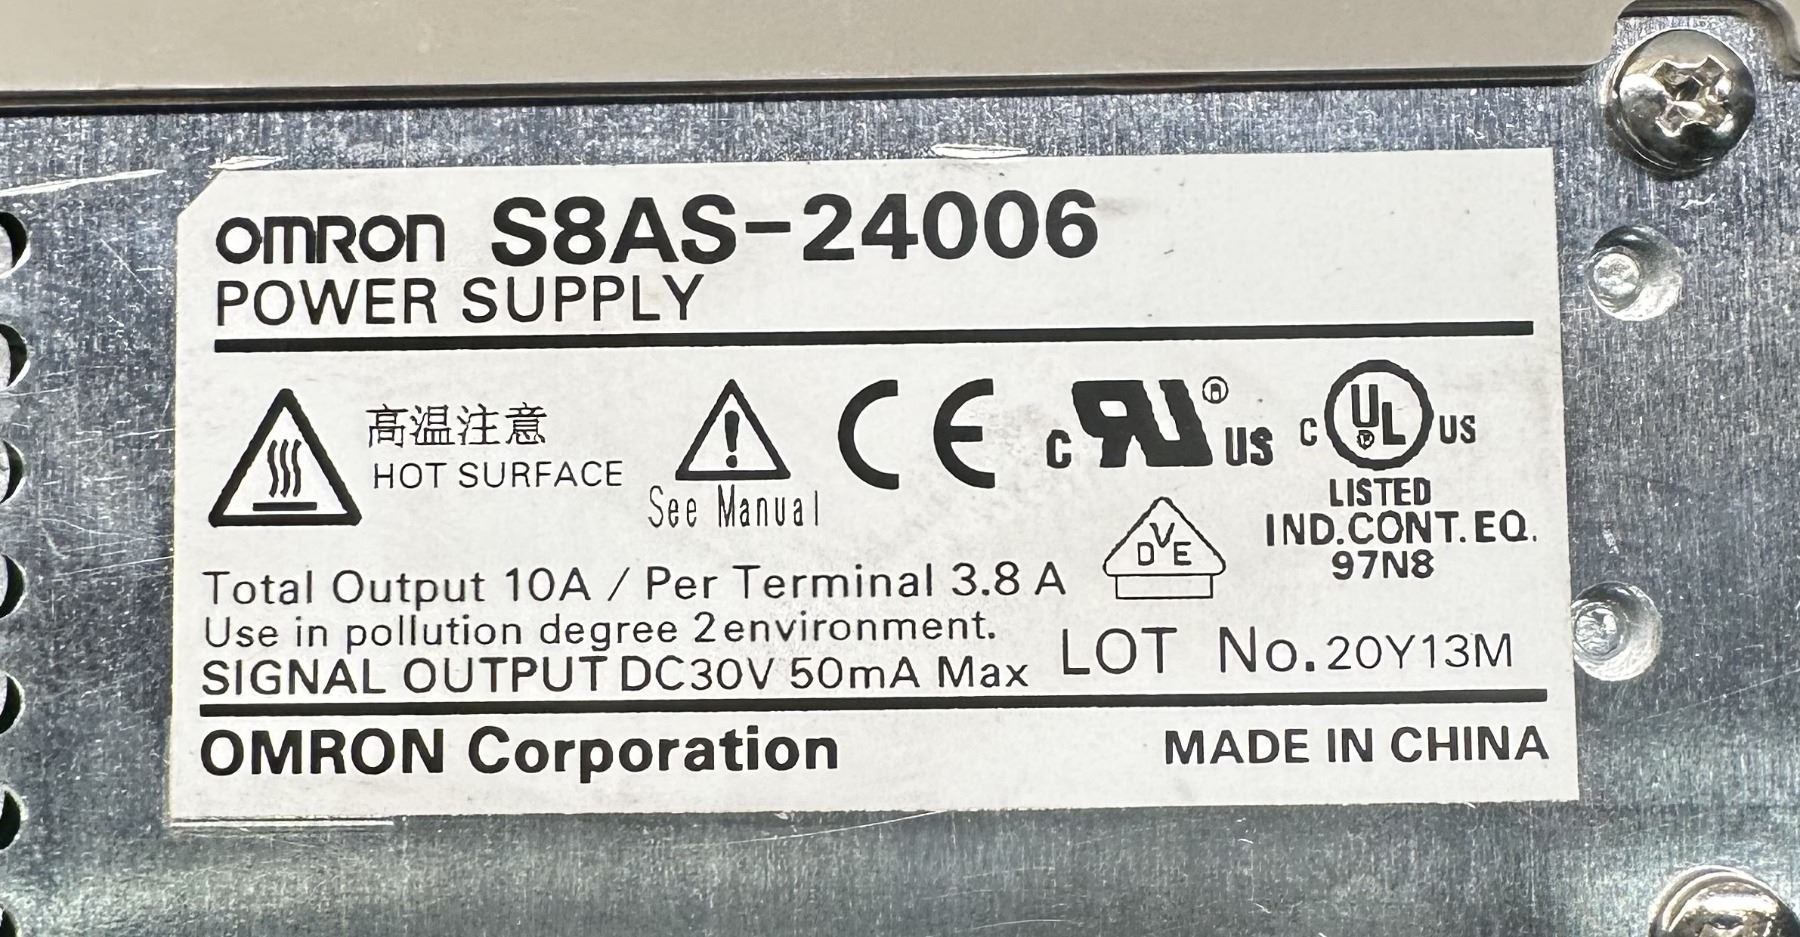 omron S8AS-24006
POWER SUPPLY
高温注意
HOT SURFACE
See Manual
CE
c RU® US
c UL® US
LISTED
IND.CONT.EQ.
97N8
DVE
Total Output 10A / Per Terminal 3.8 A
Use in pollution degree 2 environment.
SIGNAL OUTPUT DC30V 50mA Max
LOT No.20Y13M
OMRON Corporation
MADE IN CHINA